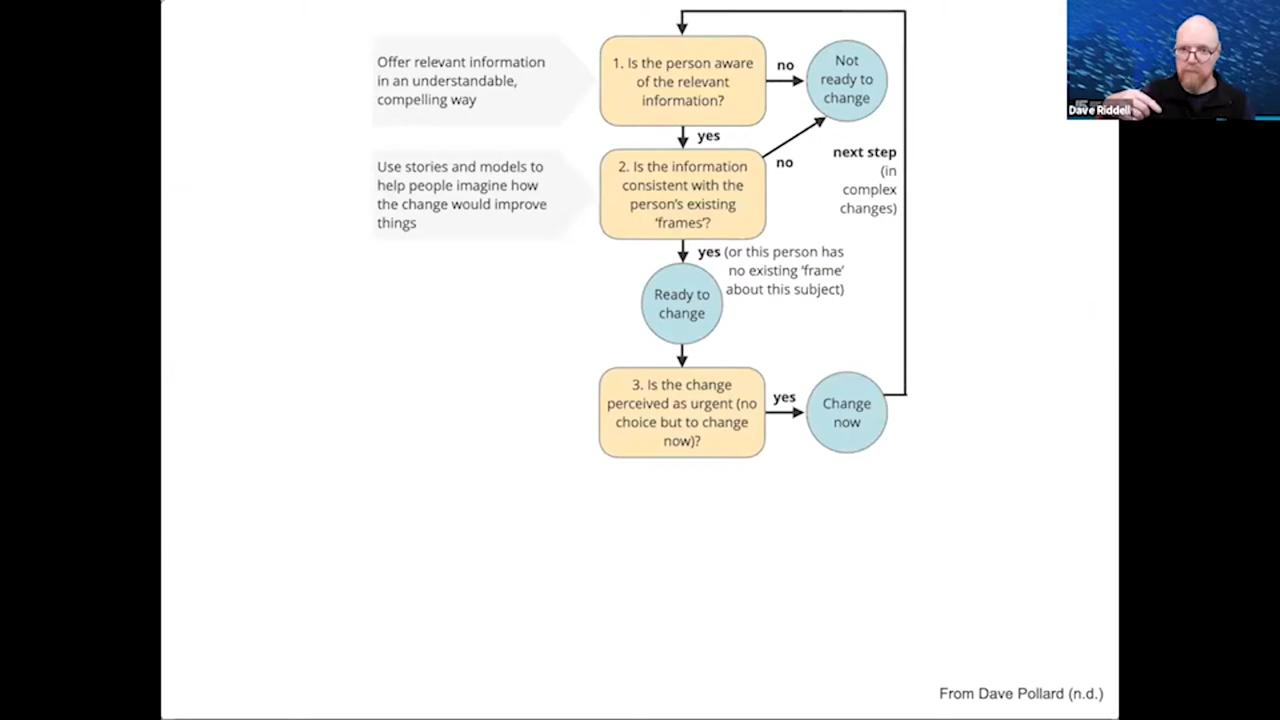 Offer relevant information
in an understandable,
compelling way
1. Is the person aware
of the relevant
information?
no
Not
ready to
change
yes
Use stories and models to
help people imagine how
the change would improve
things
2. Is the information
consistent with the
person's existing
'frames'?
no
next step
(in
complex
changes)
yes (or this person has
no existing 'frame'
about this subject)
Ready to
change
3. Is the change
perceived as urgent (no
choice but to change
now)?
yes
Change
now
From Dave Pollard (n.d.)
Dave Riddell